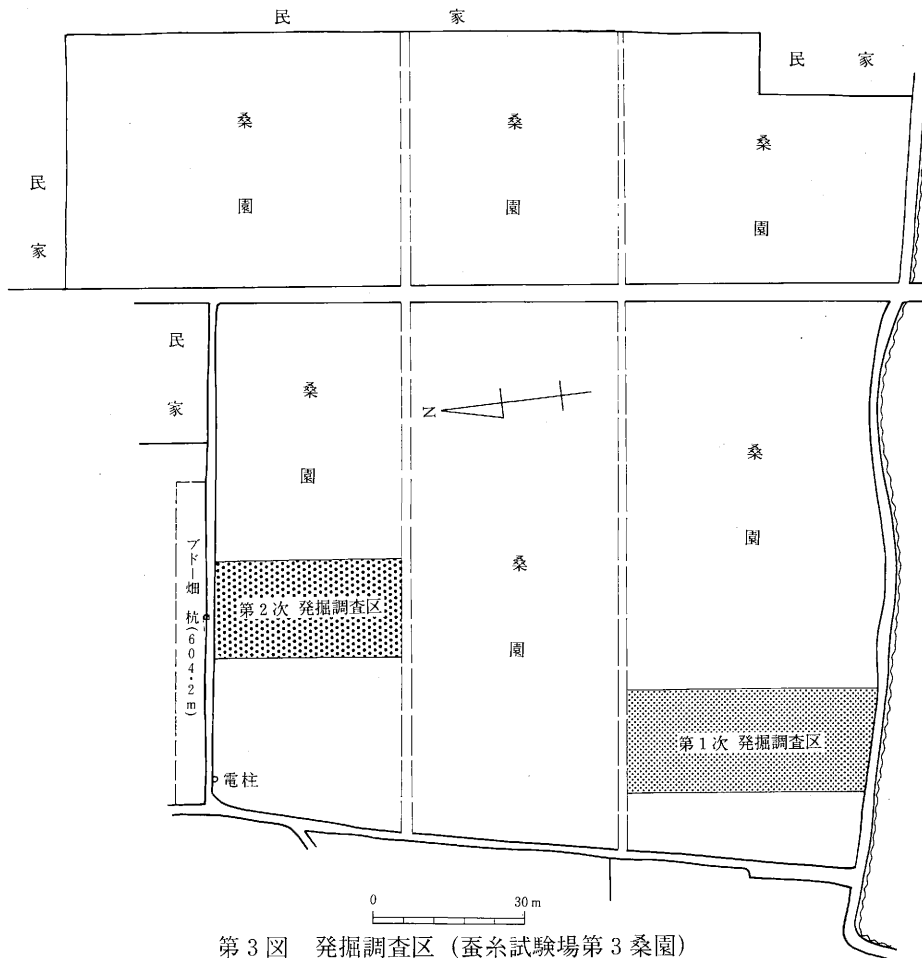 民家
民家
桑園
桑園
桑園
民家
民家
桑園
N
桑園
桑園
ブドー畑
杭(604.2m)
第2次 発掘調査区
第1次 発掘調査区
電柱
0 30m
第3図 発掘調査区 (蚕糸試験場第3桑園)